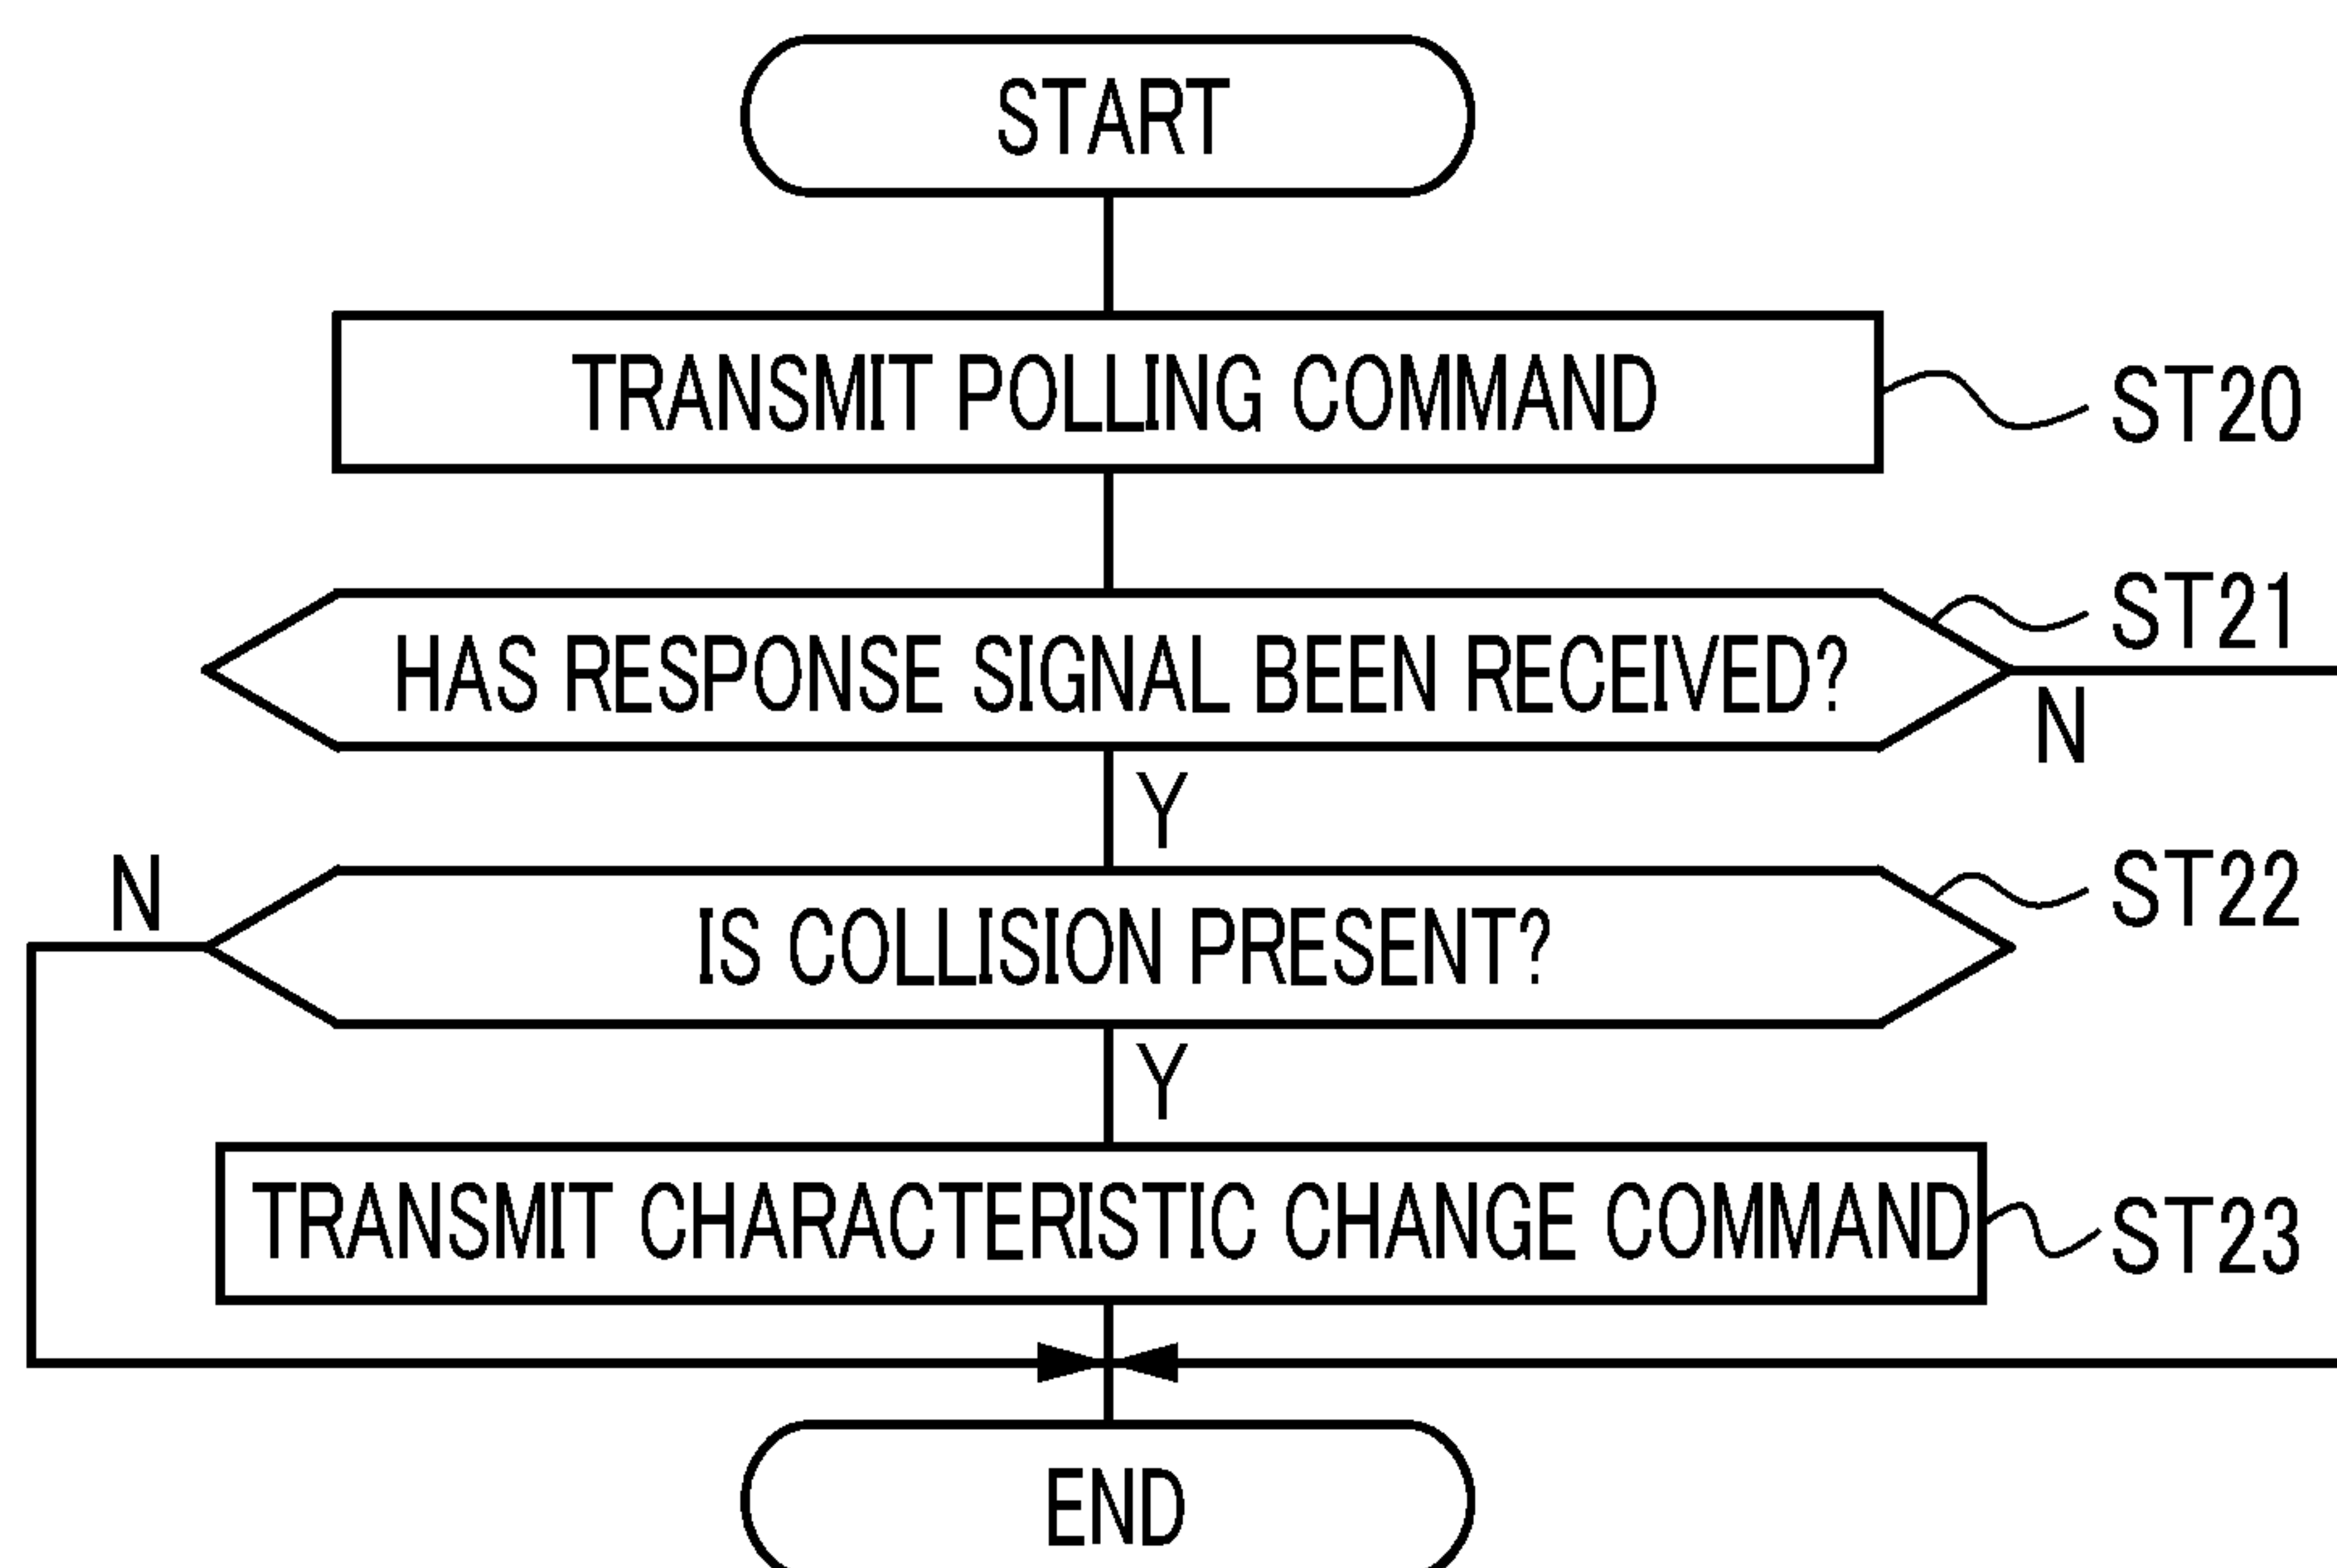 START
TRANSMIT POLLING COMMAND
ST20
HAS RESPONSE SIGNAL BEEN RECEIVED?
ST21
N
Y
N
IS COLLISION PRESENT?
ST22
Y
TRANSMIT CHARACTERISTIC CHANGE COMMAND
ST23
END